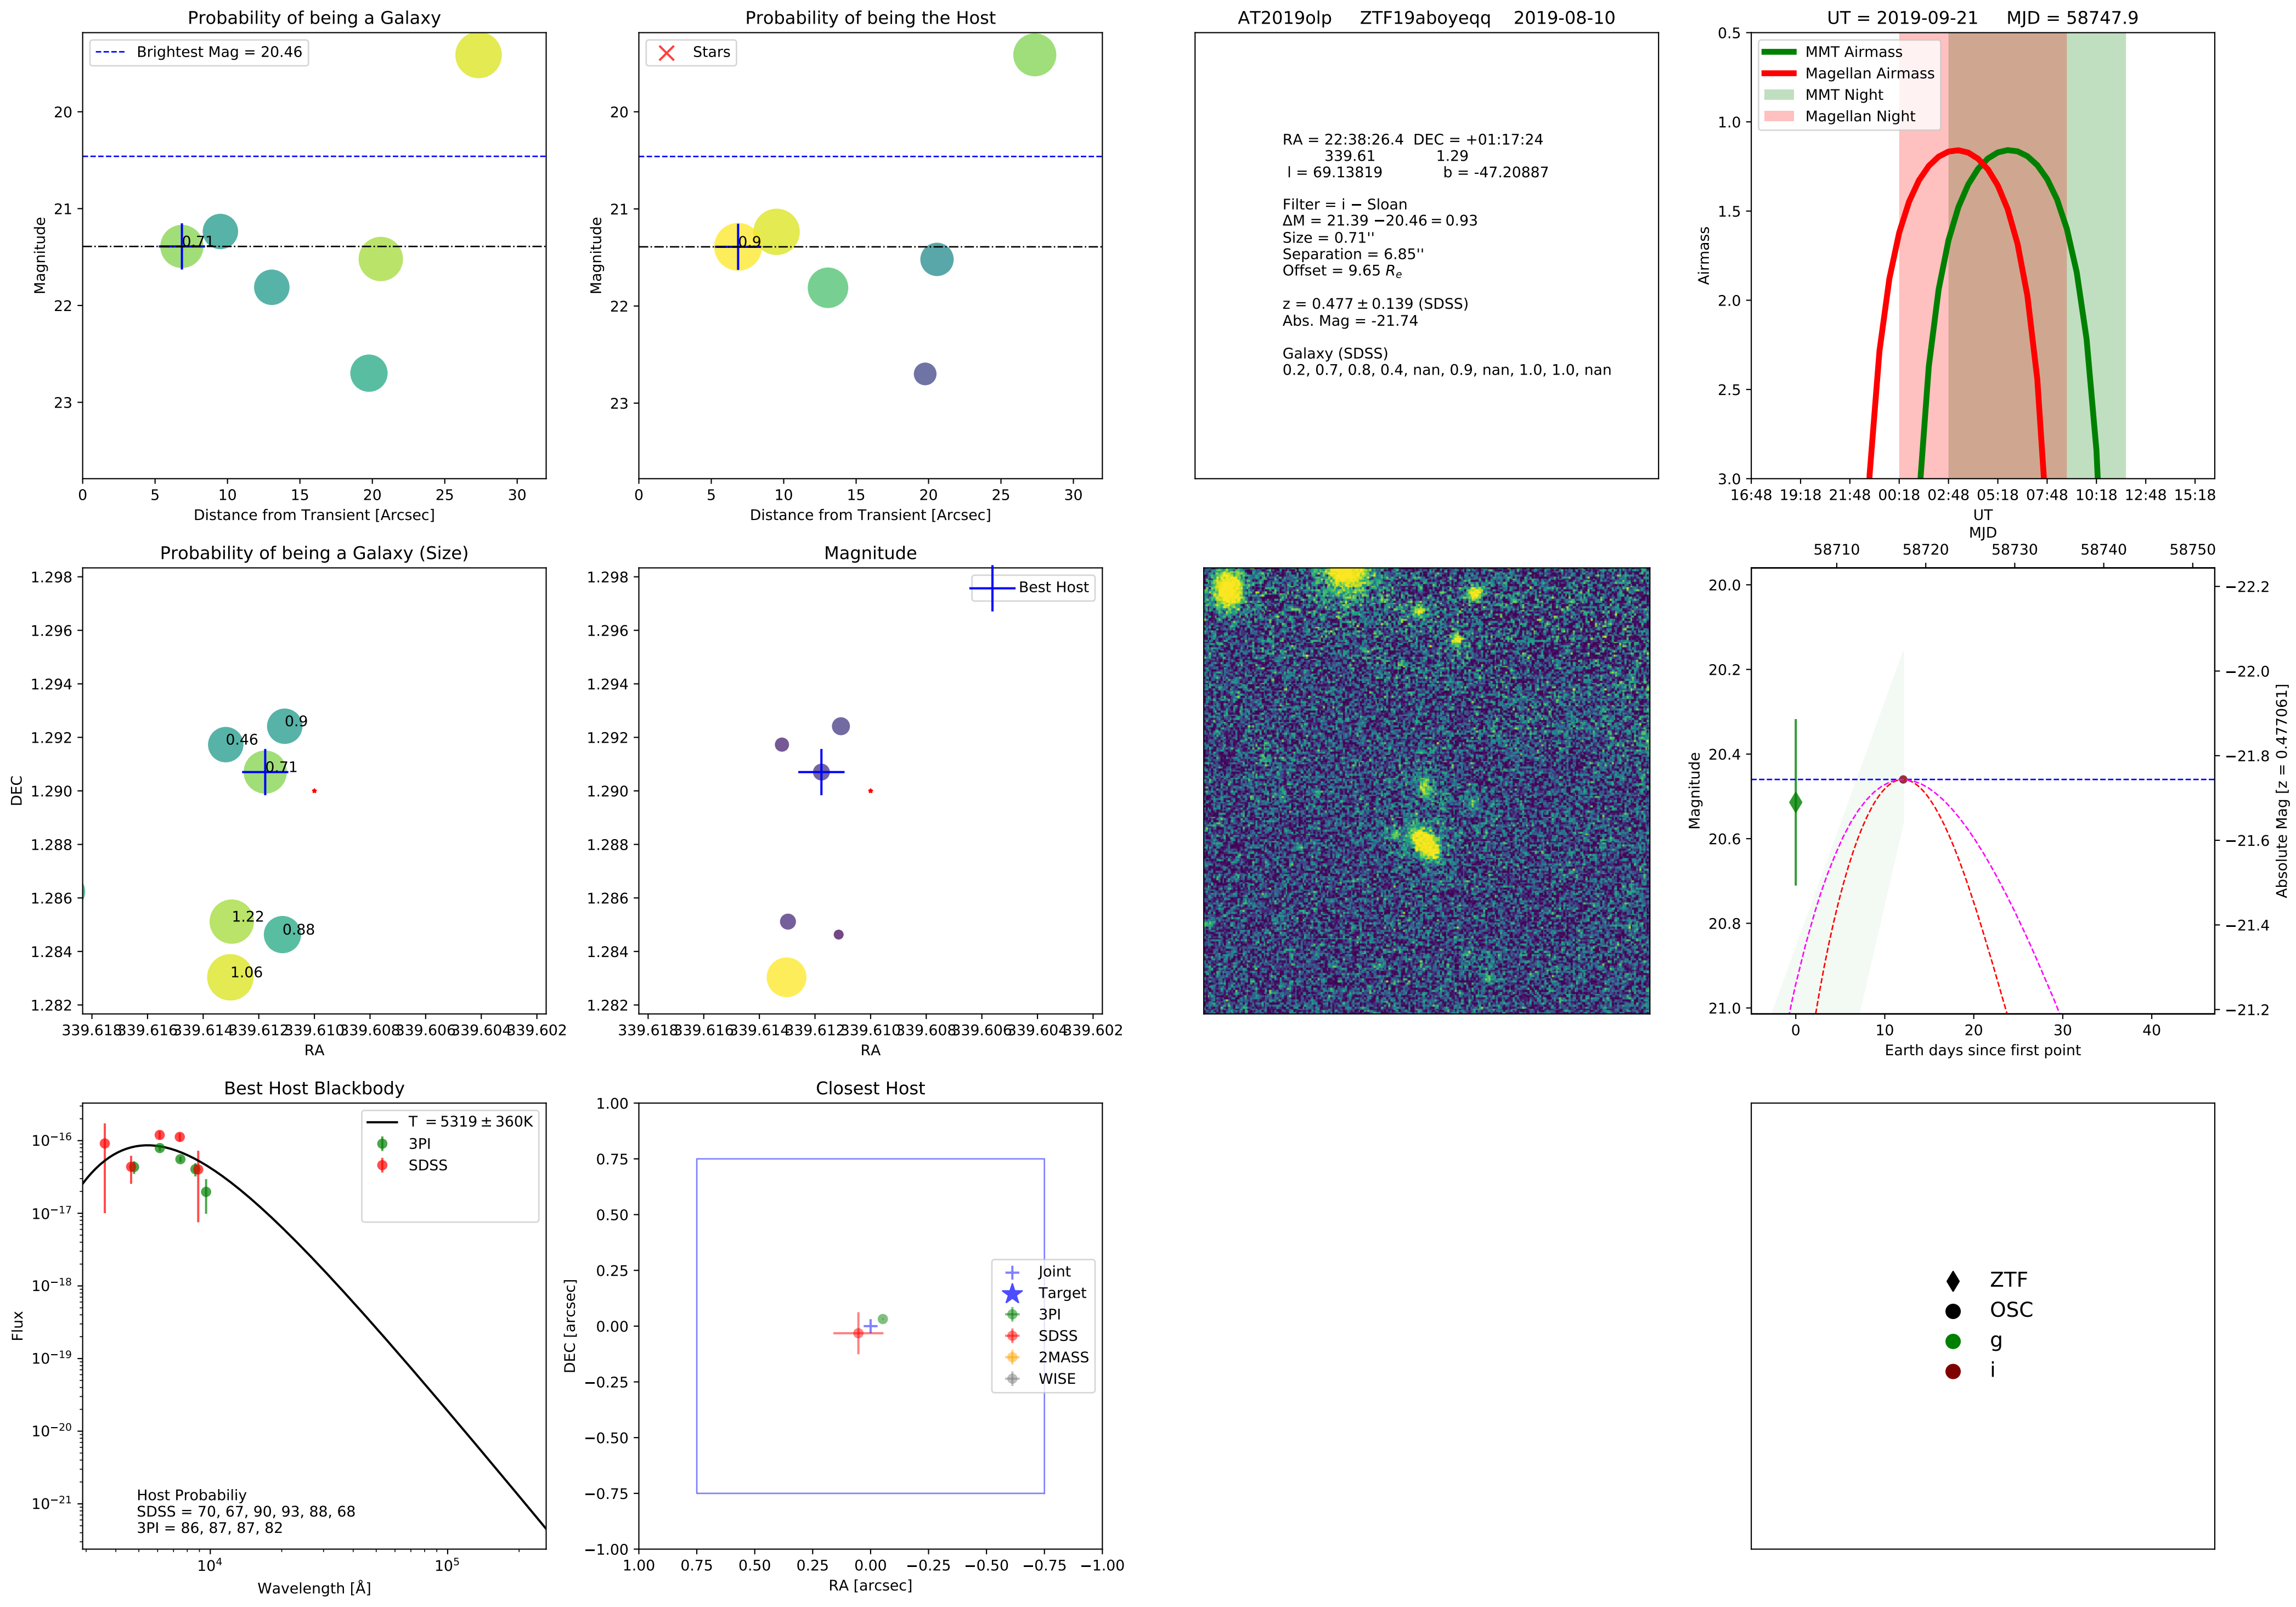 Probability of being a Galaxy
Brightest Mag = 20.46
Magnitude
20
21
22
23
0 5 10 15 20 25 30
0.71
Distance from Transient [Arcsec]
Probability of being the Host
Stars
Magnitude
20
21
22
23
0 5 10 15 20 25 30
0.9
Distance from Transient [Arcsec]
AT2019olp ZTF19aboyeqq 2019-08-10
RA = 22:38:26.4 DEC = +01:17:24
339.61 1.29
l = 69.13819 b = -47.20887
Filter = i − Sloan
ΔM = 21.39 −20.46 = 0.93
Size = 0.71''
Separation = 6.85''
Offset = 9.65 Re
z = 0.477 ± 0.139 (SDSS)
Abs. Mag = -21.74
Galaxy (SDSS)
0.2, 0.7, 0.8, 0.4, nan, 0.9, nan, 1.0, 1.0, nan
UT = 2019-09-21 MJD = 58747.9
MMT Airmass
Magellan Airmass
MMT Night
Magellan Night
Airmass
0.5
1.0
1.5
2.0
2.5
3.0
16:48 19:18 21:48 00:18 02:48 05:18 07:48 10:18 12:48 15:18
UT
Probability of being a Galaxy (Size)
DEC
1.298
1.296
1.294
1.292
1.290
1.288
1.286
1.284
1.282
0.9
0.46
0.71
1.22
0.88
1.06
339.618 339.616 339.614 339.612 339.610 339.608 339.606 339.604 339.602
RA
Magnitude
Best Host
1.298
1.296
1.294
1.292
1.290
1.288
1.286
1.284
1.282
339.618 339.616 339.614 339.612 339.610 339.608 339.606 339.604 339.602
RA
MJD
58710 58720 58730 58740 58750
Magnitude
20.0
20.2
20.4
20.6
20.8
21.0
−22.2
−22.0
−21.8
−21.6
−21.4
−21.2
Absolute Mag [z = 0.477061]
0 10 20 30 40
Earth days since first point
Best Host Blackbody
T = 5319 ± 360K
3PI
SDSS
Flux
10−16
10−17
10−18
10−19
10−20
10−21
Host Probabiliy
SDSS = 70, 67, 90, 93, 88, 68
3PI = 86, 87, 87, 82
104 105
Wavelength [Å]
Closest Host
DEC [arcsec]
1.00
0.75
0.50
0.25
0.00
−0.25
−0.50
−0.75
−1.00
Joint
Target
3PI
SDSS
2MASS
WISE
1.00 0.75 0.50 0.25 0.00 −0.25 −0.50 −0.75 −1.00
RA [arcsec]
ZTF
OSC
g
i